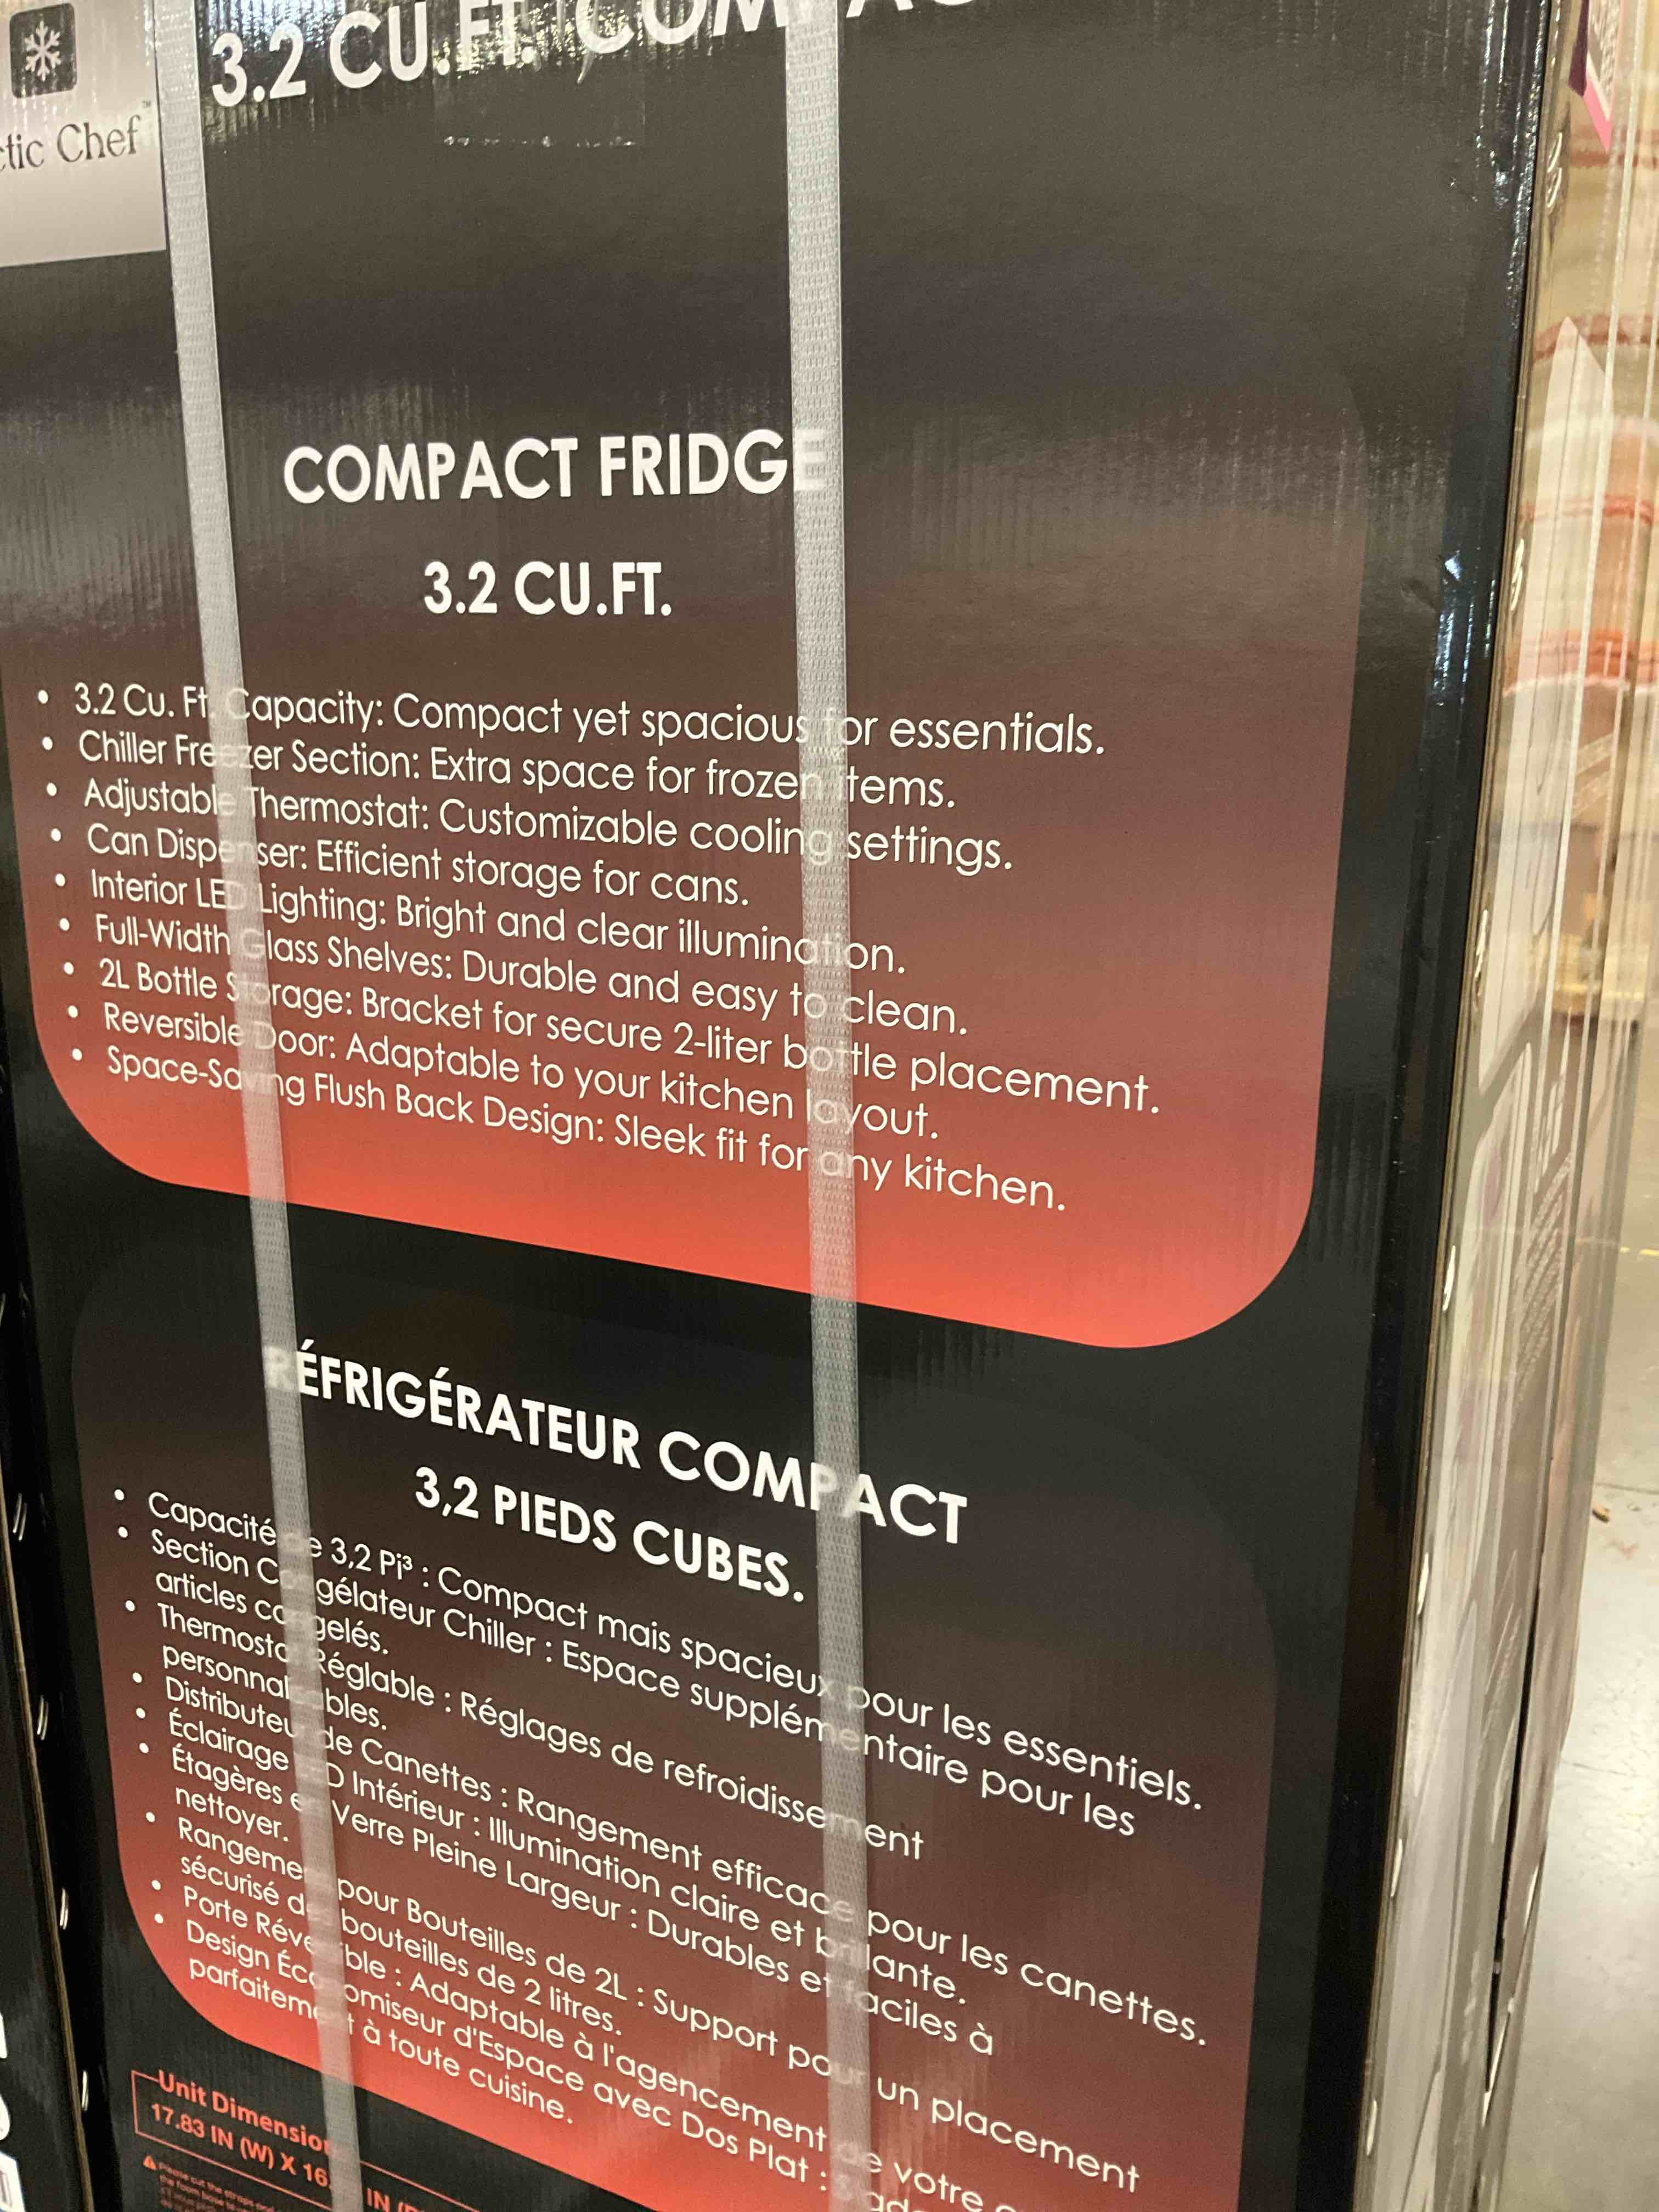 3.2 CU.FT. COMPAC
tic Chef™
COMPACT FRIDGE
3.2 CU.FT.
• 3.2 Cu. Ft. Capacity: Compact yet spacious for essentials.
• Chiller Freezer Section: Extra space for frozen items.
• Adjustable Thermostat: Customizable cooling settings.
• Can Dispenser: Efficient storage for cans.
• Interior LED Lighting: Bright and clear illumination.
• Full-Width Glass Shelves: Durable and easy to clean.
• 2L Bottle Storage: Bracket for secure 2-liter bottle placement.
• Reversible Door: Adaptable to your kitchen layout.
• Space-Saving Flush Back Design: Sleek fit for any kitchen.
RÉFRIGÉRATEUR COMPACT
3,2 PIEDS CUBES.
• Capacité de 3,2 Pi³ : Compact mais spacieux pour les essentiels.
• Section Congélateur Chiller : Espace supplémentaire pour les
articles congelés.
• Thermostat Réglable : Réglages de refroidissement
personnalisables.
• Distributeur de Canettes : Rangement efficace pour les canettes.
• Éclairage LED Intérieur : Illumination claire et brillante.
• Étagères en Verre Pleine Largeur : Durables et faciles à
nettoyer.
• Rangement pour Bouteilles de 2L : Support pour un placement
sécurisé de bouteilles de 2 litres.
• Porte Réversible : Adaptable à l'agencement de votre
• Design Économiseur d'Espace avec Dos Plat :
parfaitement à toute cuisine.
Unit Dimension
17.83 IN (W) X 16 IN